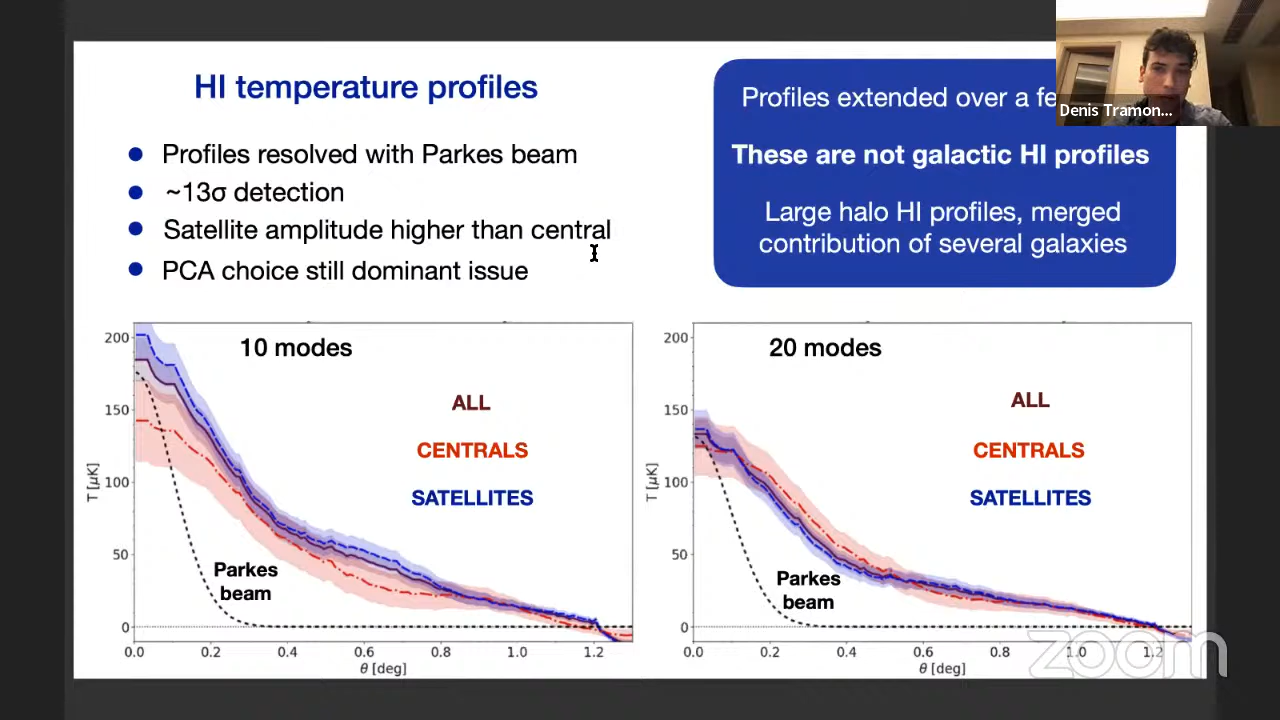 HI temperature profiles
Profiles resolved with Parkes beam
~13σ detection
Satellite amplitude higher than central
PCA choice still dominant issue
Profiles extended over a
Denis Tramon...
These are not galactic HI profiles
Large halo HI profiles, merged
contribution of several galaxies
10 modes
ALL
CENTRALS
SATELLITES
Parkes
beam
T [μK]
200
150
100
50
0
0.0 0.2 0.4 0.6 0.8 1.0 1.2
θ [deg]
20 modes
ALL
CENTRALS
SATELLITES
Parkes
beam
T [μK]
200
150
100
50
0
0.0 0.2 0.4 0.6 0.8 1.0 1.2
θ [deg]
zoom